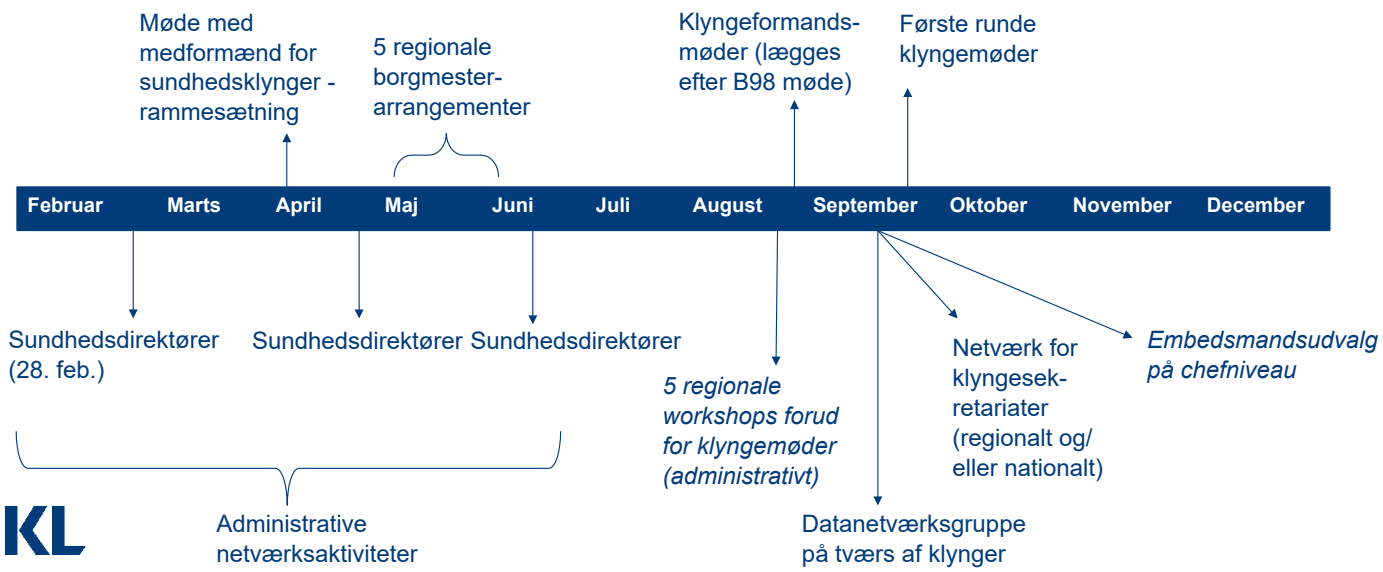 Møde med
medformænd for
sundhedsklynger -
rammesætning
5 regionale
borgmester-
arrangementer
Klyngeformands-
møder (lægges
efter B98 møde)
Første runde
klyngemøder
Februar Marts April Maj Juni Juli August September Oktober November December
Sundhedsdirektører
(28. feb.)
Sundhedsdirektører
Sundhedsdirektører
5 regionale
workshops forud
for klyngemøder
(administrativt)
Netværk for
klyngesek-
retariater
(regionalt og/
eller nationalt)
Embedsmandsudvalg
på chefniveau
Administrative
netværksaktiviteter
Datanetværksgruppe
på tværs af klynger
KL